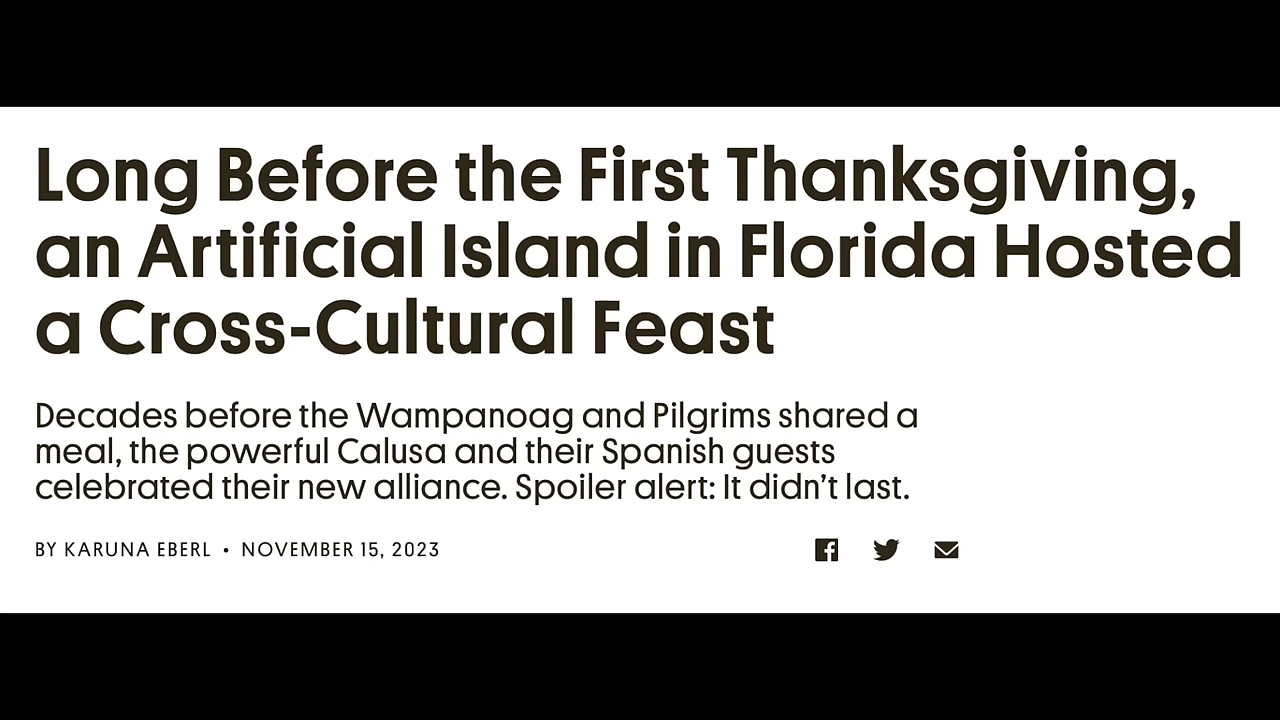 Long Before the First Thanksgiving,
an Artificial Island in Florida Hosted
a Cross-Cultural Feast
Decades before the Wampanoag and Pilgrims shared a
meal, the powerful Calusa and their Spanish guests
celebrated their new alliance. Spoiler alert: It didn’t last.
BY KARUNA EBERL • NOVEMBER 15, 2023